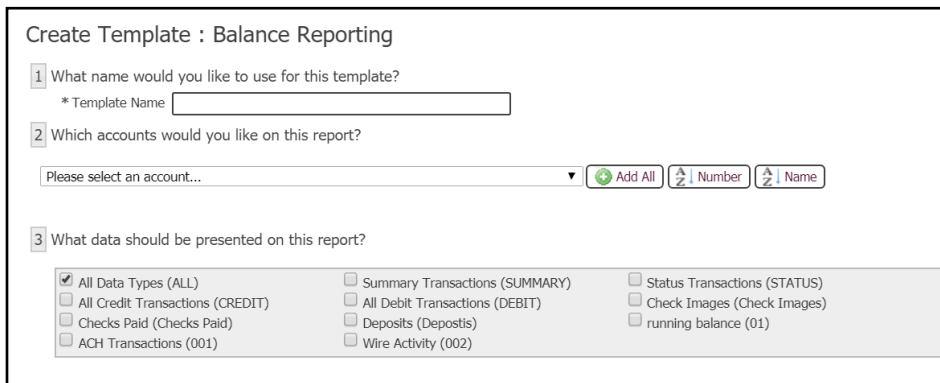 Create Template : Balance Reporting
1 What name would you like to use for this template?
* Template Name
2 Which accounts would you like on this report?
Please select an account... Add All AZ Number AZ Name
3 What data should be presented on this report?
All Data Types (ALL) Summary Transactions (SUMMARY) Status Transactions (STATUS)
All Credit Transactions (CREDIT) All Debit Transactions (DEBIT) Check Images (Check Images)
Checks Paid (Checks Paid) Deposits (Depostis) running balance (01)
ACH Transactions (001) Wire Activity (002)